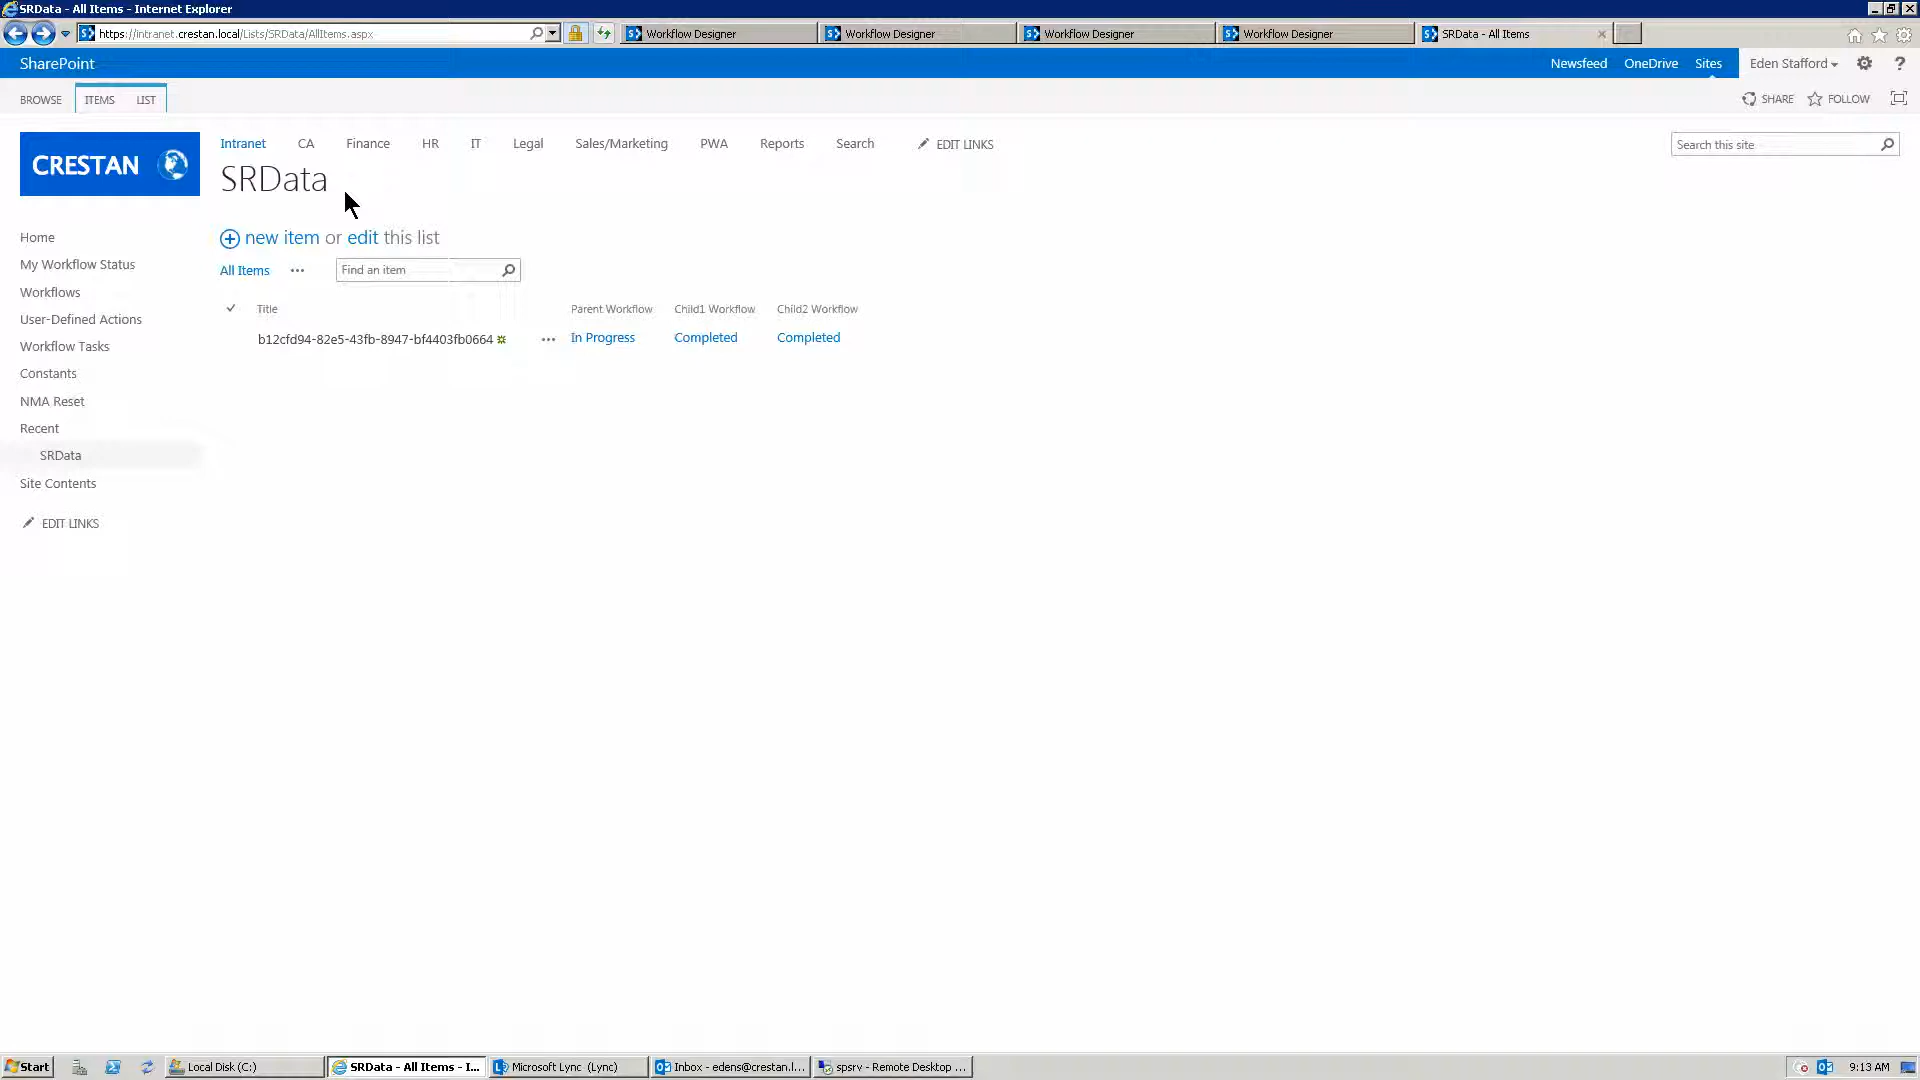 SRData - All Items - Internet Explorer
https://intranet.crestan.local/Lists/SRData/AllItems.aspx
Workflow Designer
Workflow Designer
Workflow Designer
Workflow Designer
SRData - All Items
SharePoint
Newsfeed
OneDrive
Sites
Eden Stafford
?
BROWSE
ITEMS
LIST
SHARE
FOLLOW
CRESTAN
Intranet
CA
Finance
HR
IT
Legal
Sales/Marketing
PWA
Reports
Search
EDIT LINKS
Search this site
SRData
Home
My Workflow Status
Workflows
User-Defined Actions
Workflow Tasks
Constants
NMA Reset
Recent
SRData
Site Contents
EDIT LINKS
new item or edit this list
All Items
...
Find an item
Title
Parent Workflow
Child1 Workflow
Child2 Workflow
b12cfd94-82e5-43fb-8947-bf4403fb0664
...
In Progress
Completed
Completed
Start
Local Disk (C:)
SRData - All Items - I...
Microsoft Lync (Lync)
Inbox - edens@crestan.l...
spsrv - Remote Desktop ...
9:13 AM